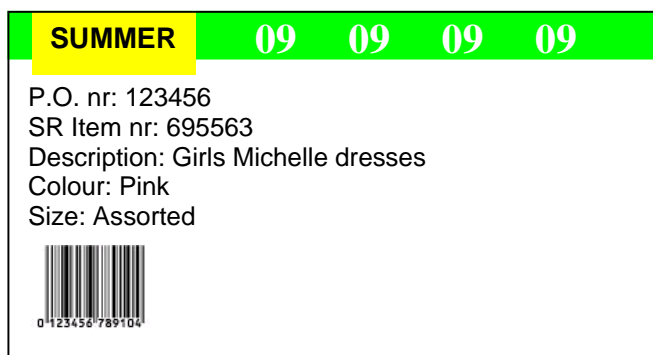 SUMMER 09 09 09 09
P.O. nr: 123456
SR Item nr: 695563
Description: Girls Michelle dresses
Colour: Pink
Size: Assorted
0 123456 789104